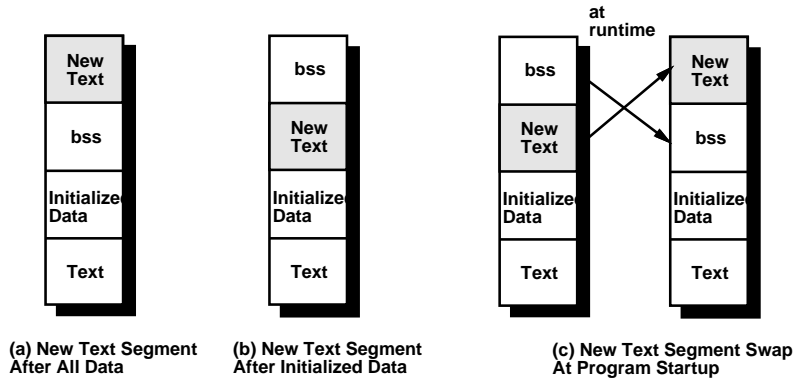 New
Text
bss
Initialized
Data
Text
(a) New Text Segment
After All Data
bss
New
Text
Initialized
Data
Text
(b) New Text Segment
After Initialized Data
at
runtime
bss
New
Text
Initialized
Data
Text
New
Text
bss
Initialized
Data
Text
(c) New Text Segment Swap
At Program Startup